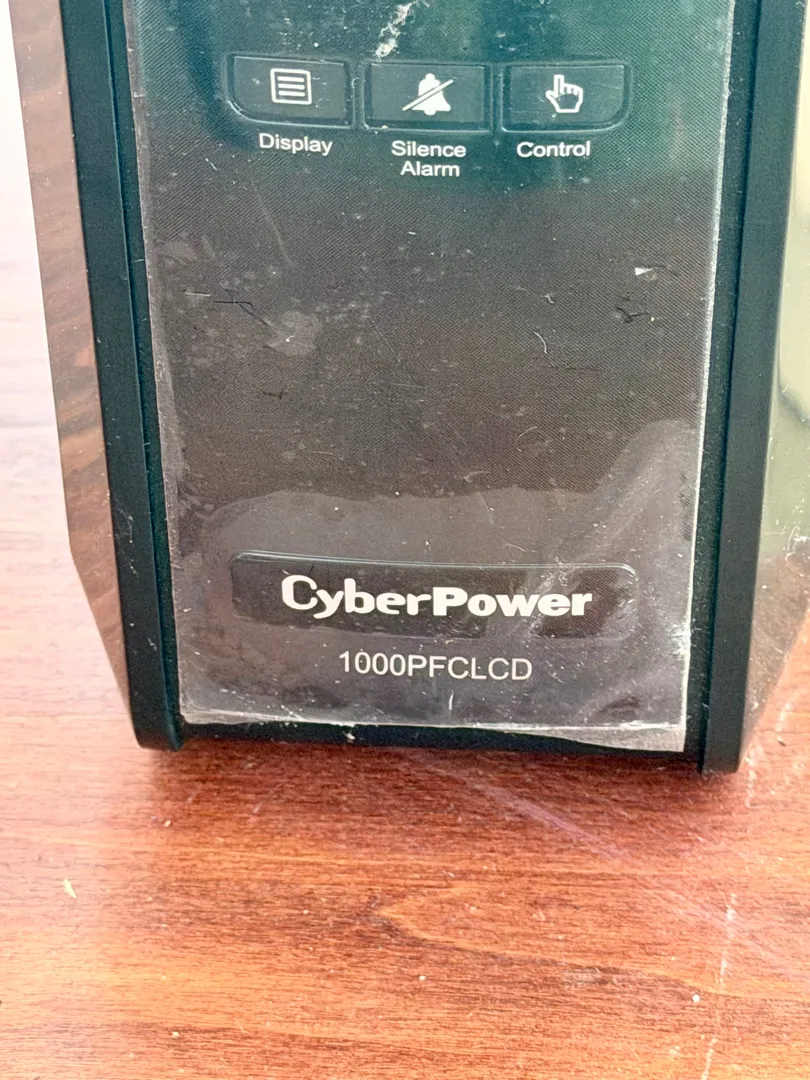 Display
Silence
Alarm
Control
CyberPower
1000PFCLCD